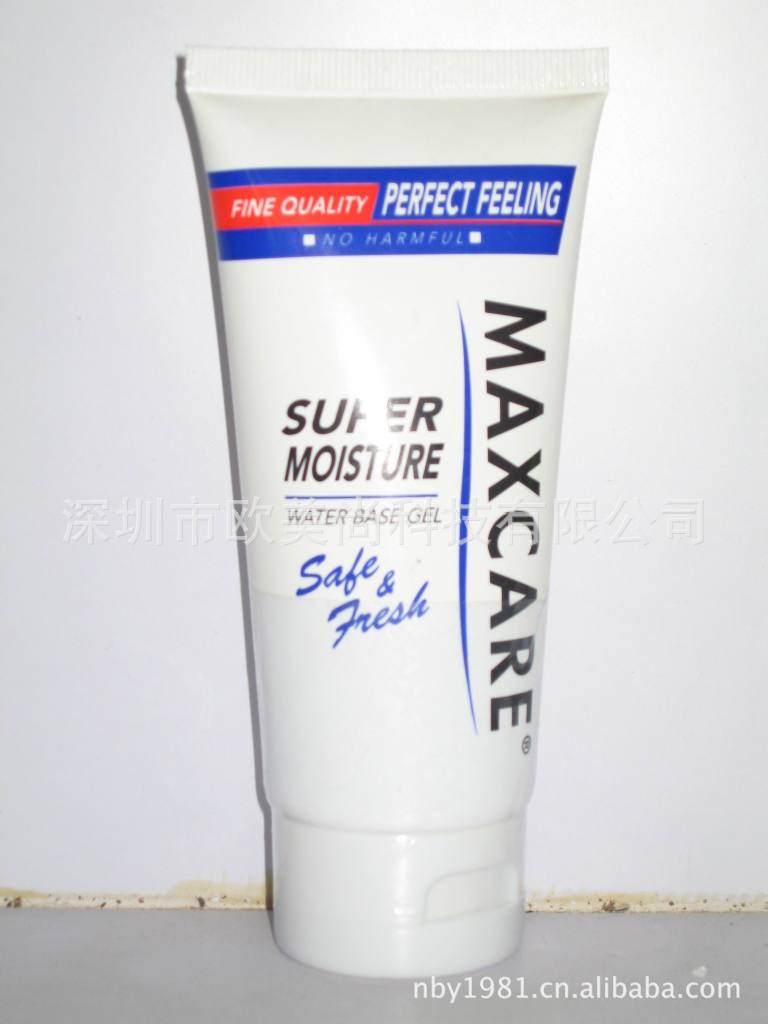 FINE QUALITY PERFECT FEELING
NO HARMFUL
MAXCARE®
SUPER
MOISTURE
WATER BASE GEL
Safe &
Fresh
深圳市欧美尚科技有限公司
nby1981.cn.alibaba.com